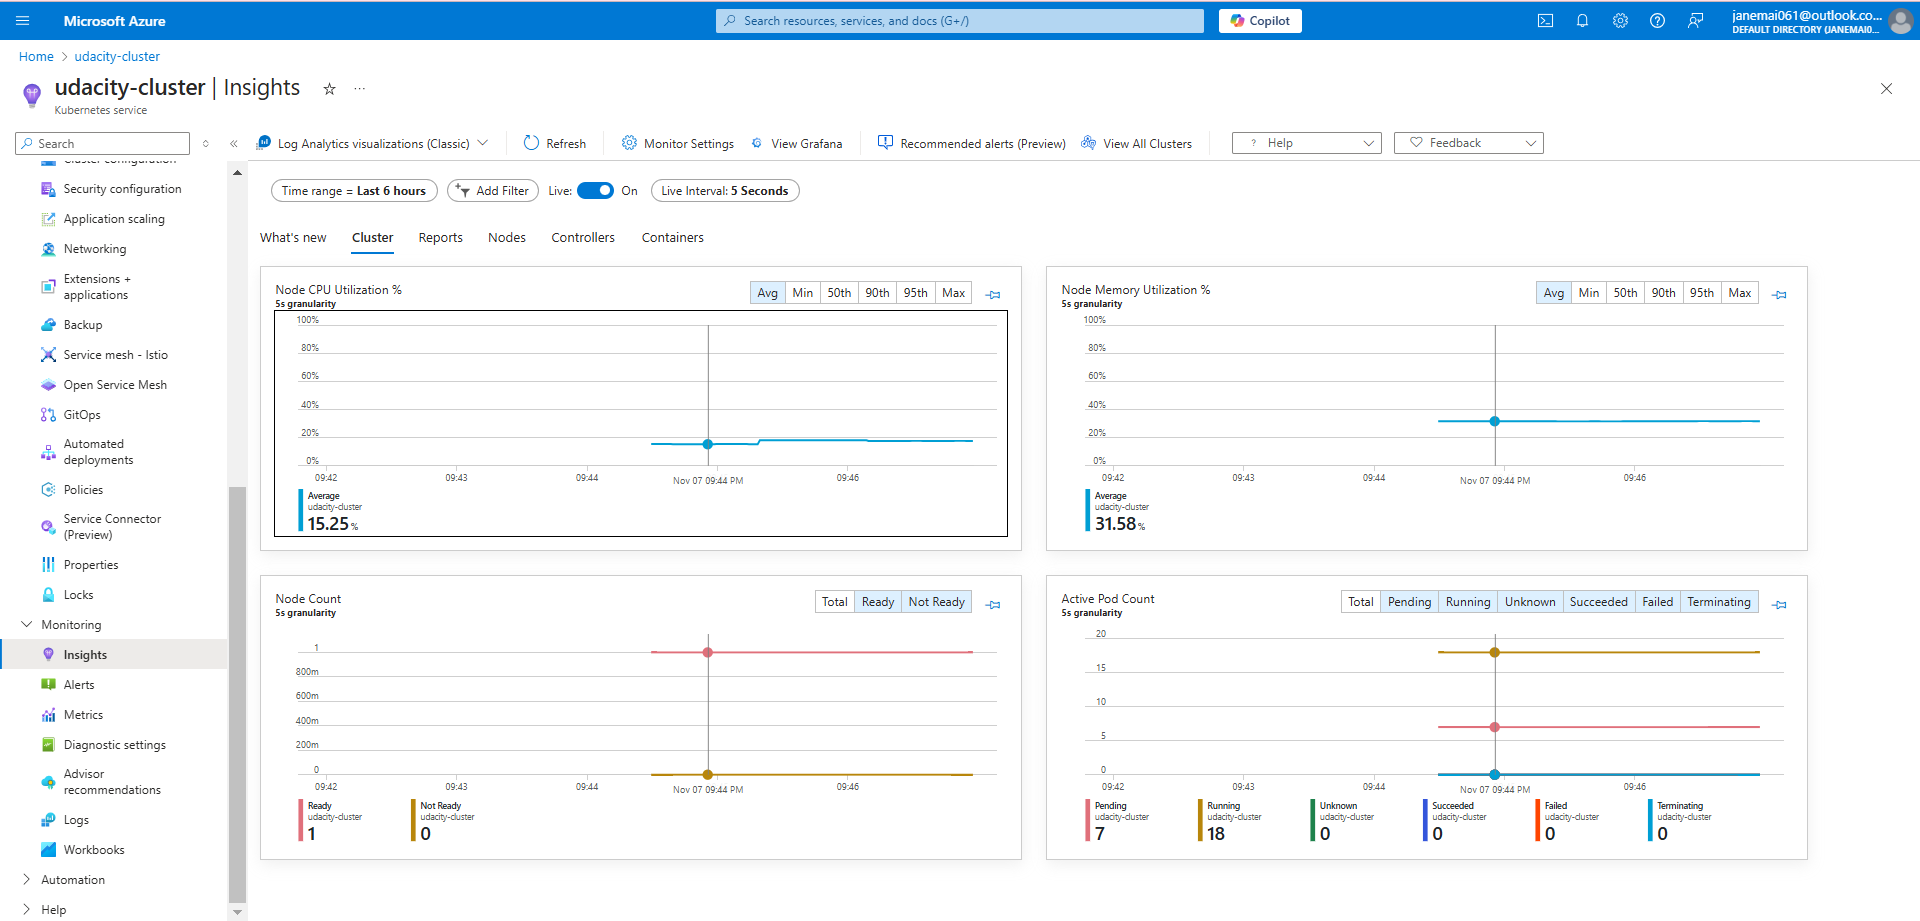 Microsoft Azure
Search resources, services, and docs (G+/)
Copilot
janemai061@outlook.co...
DEFAULT DIRECTORY (JANEMAI0...
Home > udacity-cluster
udacity-cluster | Insights
Kubernetes service
Search
Log Analytics visualizations (Classic)
Refresh
Monitor Settings
View Grafana
Recommended alerts (Preview)
View All Clusters
Help
Feedback
Cluster configuration
Security configuration
Application scaling
Networking
Extensions +
applications
Backup
Service mesh - Istio
Open Service Mesh
GitOps
Automated
deployments
Policies
Service Connector
(Preview)
Properties
Locks
Monitoring
Insights
Alerts
Metrics
Diagnostic settings
Advisor
recommendations
Logs
Workbooks
Automation
Help
Time range = Last 6 hours
Add Filter
Live: On
Live Interval: 5 Seconds
What's new Cluster Reports Nodes Controllers Containers
Node CPU Utilization %
5s granularity
Avg Min 50th 90th 95th Max
100%
80%
60%
40%
20%
0%
09:42 09:43 09:44 Nov 07 09:44 PM 09:46
Average
udacity-cluster
15.25 %
Node Memory Utilization %
5s granularity
Avg Min 50th 90th 95th Max
100%
80%
60%
40%
20%
0%
09:42 09:43 09:44 Nov 07 09:44 PM 09:46
Average
udacity-cluster
31.58 %
Node Count
5s granularity
Total Ready Not Ready
1
800m
600m
400m
200m
0
09:42 09:43 09:44 Nov 07 09:44 PM 09:46
Ready
udacity-cluster
1
Not Ready
udacity-cluster
0
Active Pod Count
5s granularity
Total Pending Running Unknown Succeeded Failed Terminating
20
15
10
5
0
09:42 09:43 09:44 Nov 07 09:44 PM 09:46
Pending
udacity-cluster
7
Running
udacity-cluster
18
Unknown
udacity-cluster
0
Succeeded
udacity-cluster
0
Failed
udacity-cluster
0
Terminating
udacity-cluster
0